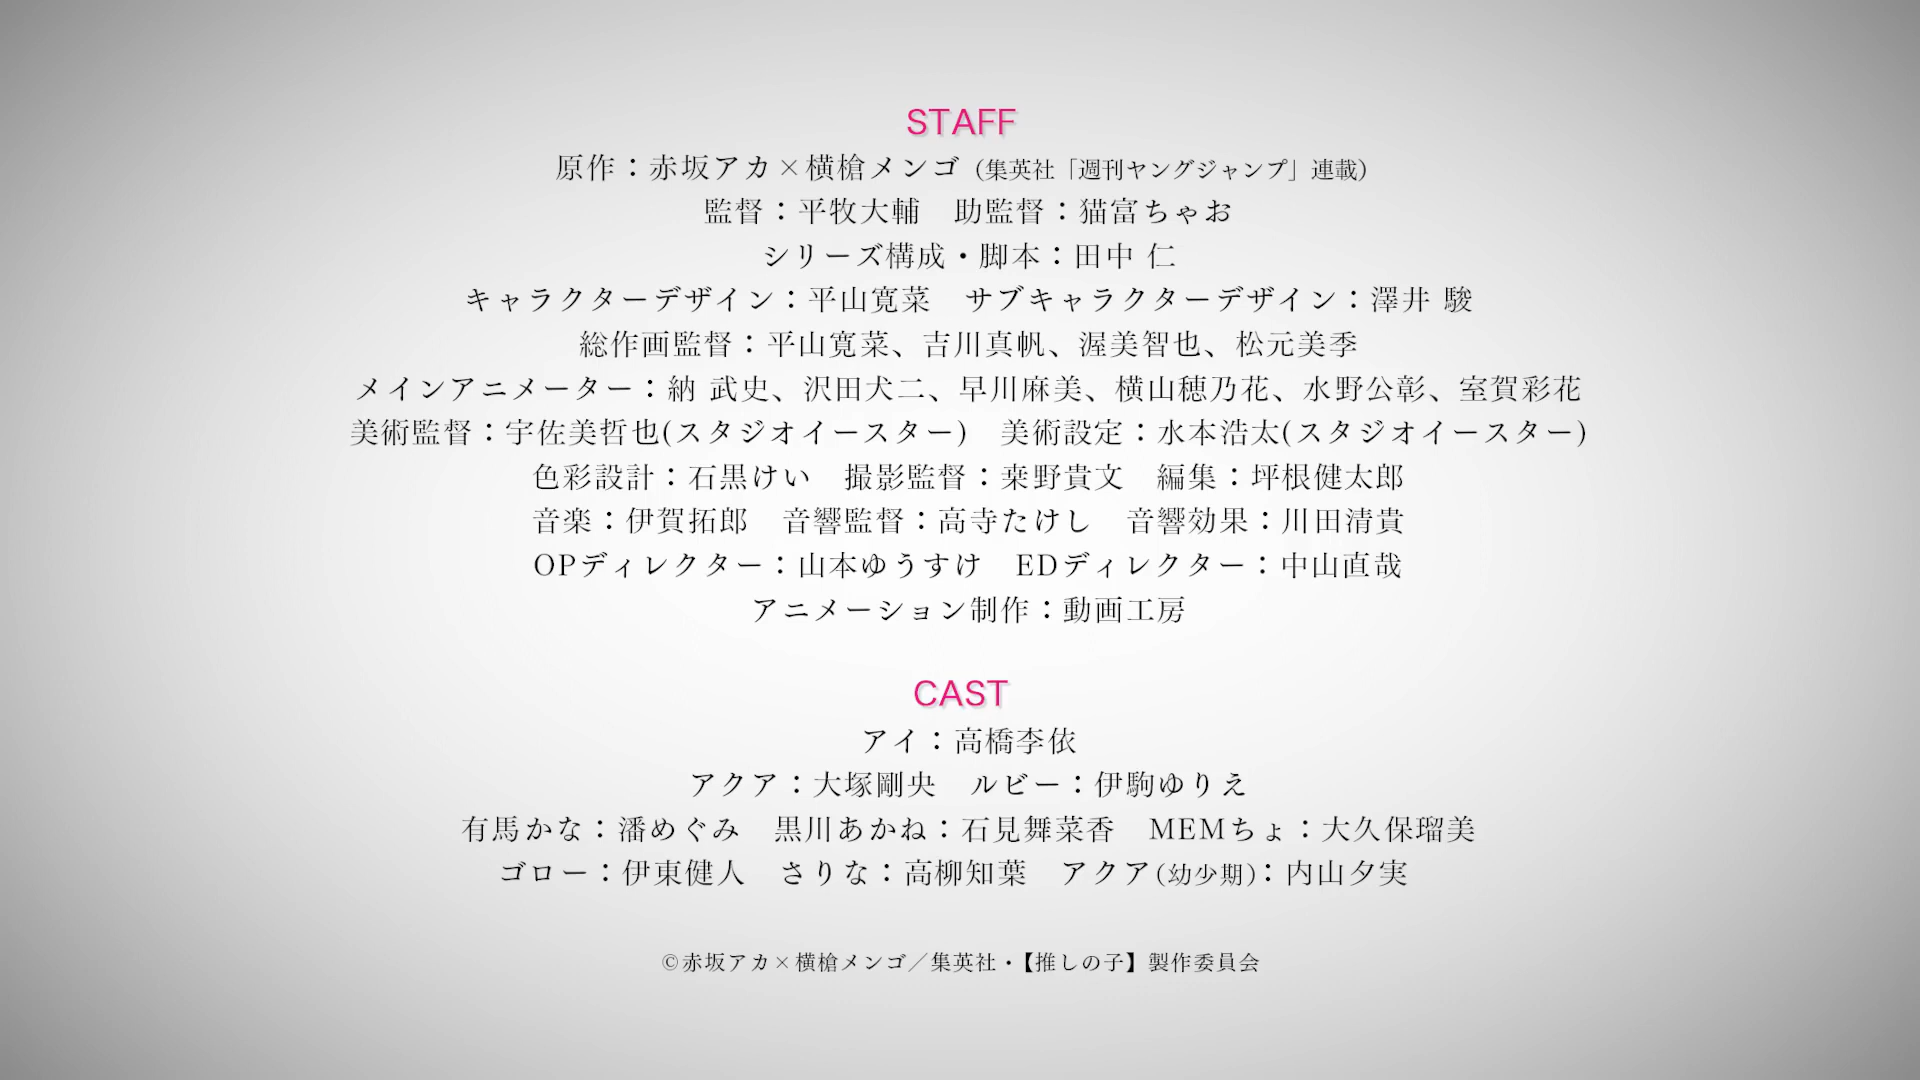 STAFF
原作：赤坂アカ×横槍メンゴ（集英社「週刊ヤングジャンプ」連載）
監督：平牧大輔　助監督：猫富ちゃお
シリーズ構成・脚本：田中 仁
キャラクターデザイン：平山寛菜　サブキャラクターデザイン：澤井 駿
総作画監督：平山寛菜、吉川真帆、渥美智也、松元美季
メインアニメーター：納 武史、沢田犬二、早川麻美、横山穂乃花、水野公彰、室賀彩花
美術監督：宇佐美哲也(スタジオイースター)　美術設定：水本浩太(スタジオイースター)
色彩設計：石黒けい　撮影監督：桒野貴文　編集：坪根健太郎
音楽：伊賀拓郎　音響監督：高寺たけし　音響効果：川田清貴
OPディレクター：山本ゆうすけ　EDディレクター：中山直哉
アニメーション制作：動画工房
CAST
アイ：高橋李依
アクア：大塚剛央　ルビー：伊駒ゆりえ
有馬かな：潘めぐみ　黒川あかね：石見舞菜香　MEMちょ：大久保瑠美
ゴロー：伊東健人　さりな：高柳知葉　アクア(幼少期)：内山夕実
©赤坂アカ×横槍メンゴ／集英社・【推しの子】製作委員会